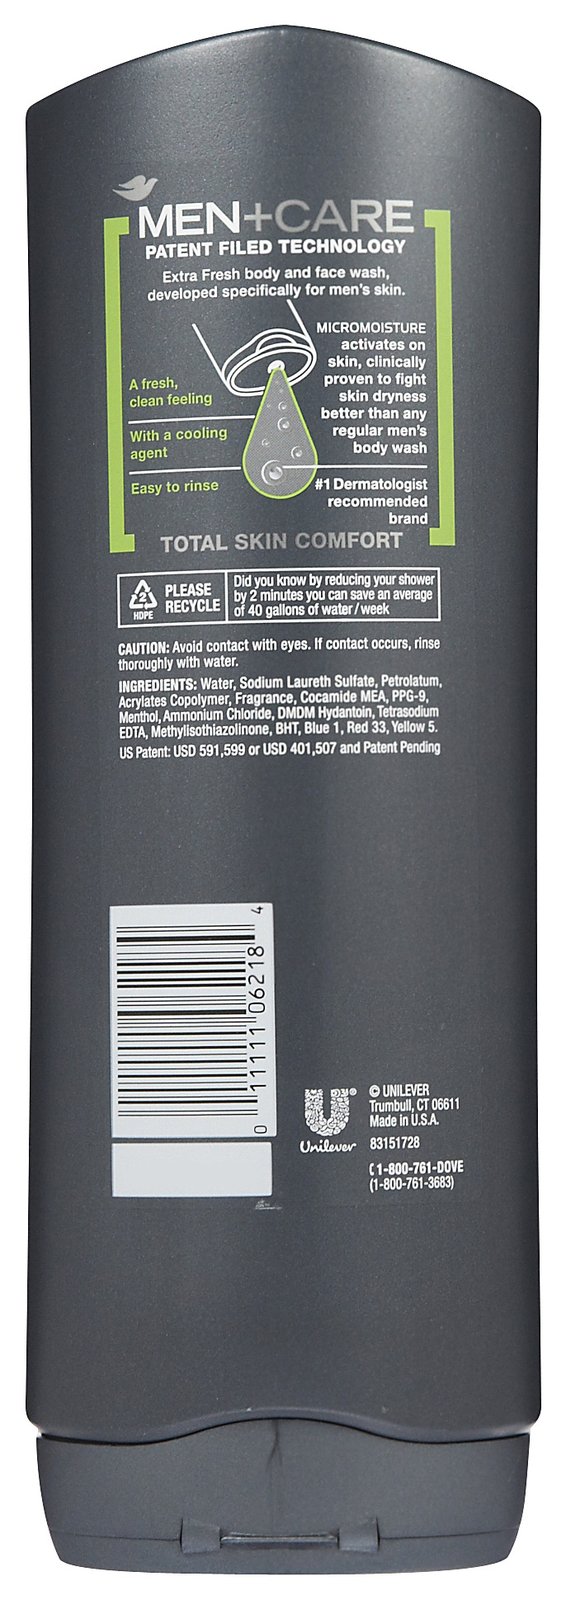 MEN+CARE
PATENT FILED TECHNOLOGY
Extra Fresh body and face wash,
developed specifically for men's skin.
MICROMOISTURE
activates on
skin, clinically
proven to fight
skin dryness
better than any
regular men's
body wash
A fresh,
clean feeling
With a cooling
agent
Easy to rinse
#1 Dermatologist
recommended
brand
TOTAL SKIN COMFORT
2
HDPE
PLEASE
RECYCLE
Did you know by reducing your shower
by 2 minutes you can save an average
of 40 gallons of water/week
CAUTION: Avoid contact with eyes. If contact occurs, rinse
thoroughly with water.
INGREDIENTS: Water, Sodium Laureth Sulfate, Petrolatum,
Acrylates Copolymer, Fragrance, Cocamide MEA, PPG-9,
Menthol, Ammonium Chloride, DMDM Hydantoin, Tetrasodium
EDTA, Methylisothiazolinone, BHT, Blue 1, Red 33, Yellow 5.
US Patent: USD 591,599 or USD 401,507 and Patent Pending
0 11111 06218 4
Unilever
© UNILEVER
Trumbull, CT 06611
Made in U.S.A.
83151728
1-800-761-DOVE
(1-800-761-3683)